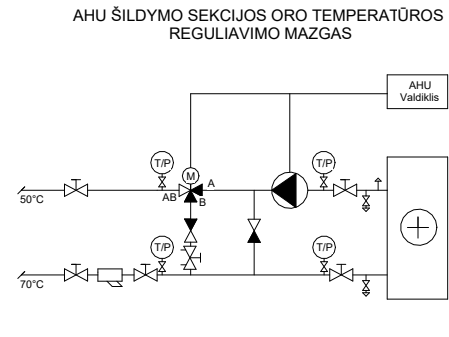 AHU ŠILDYMO SEKCIJOS ORO TEMPERATŪROS
REGULIAVIMO MAZGAS
AHU
Valdiklis
T/P
T/P
M
A
AB
B
50°C
T/P
T/P
70°C